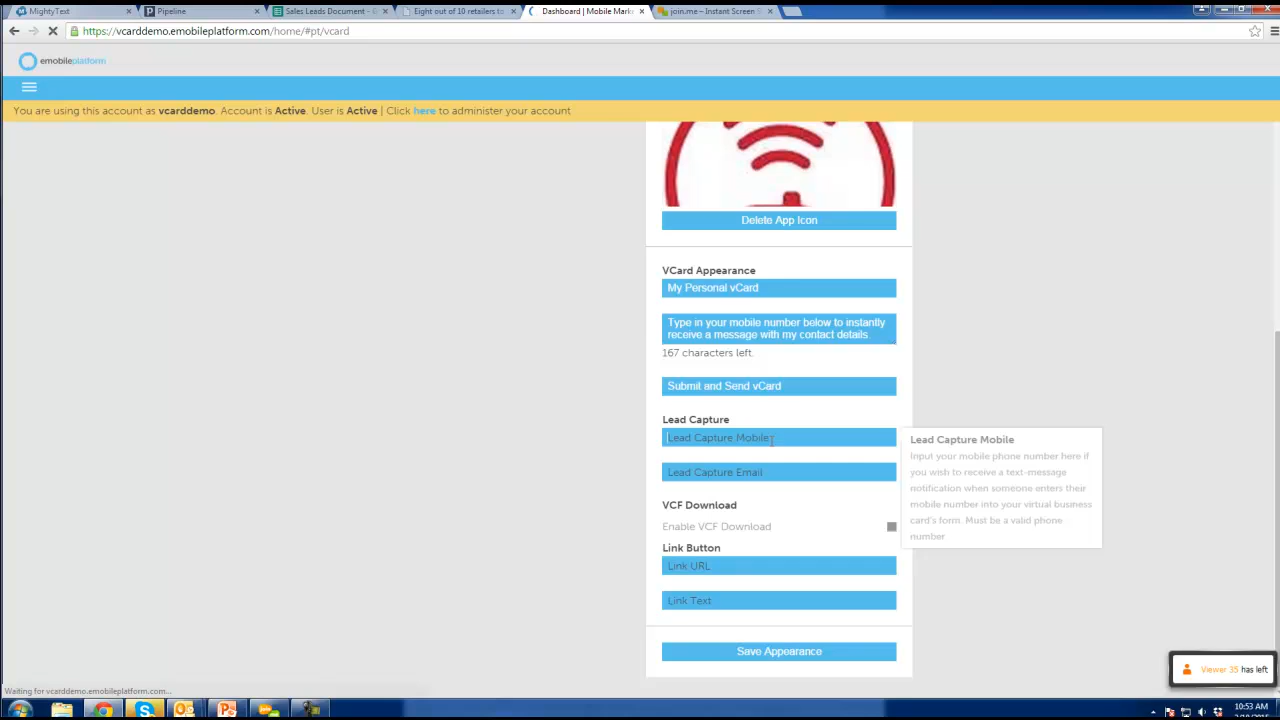 MightyText
Pipeline
Sales Leads Document - G
Eight out of 10 retailers to
Dashboard | Mobile Mark
join.me – Instant Screen S
https://vcarddemo.emobileplatform.com/home/#pt/vcard
emobileplatform
You are using this account as vcarddemo. Account is Active. User is Active | Click here to administer your account
Delete App Icon
VCard Appearance
My Personal vCard
Type in your mobile number below to instantly
receive a message with my contact details
167 characters left.
Submit and Send vCard
Lead Capture
Lead Capture Mobile
Lead Capture Email
Lead Capture Mobile
Input your mobile phone number here if
you wish to receive a text-message
notification when someone enters their
mobile number into your virtual business
card's form. Must be a valid phone
number
VCF Download
Enable VCF Download
Link Button
Link URL
Link Text
Save Appearance
Viewer 35 has left
Waiting for vcarddemo.emobileplatform.com...
10:53 AM